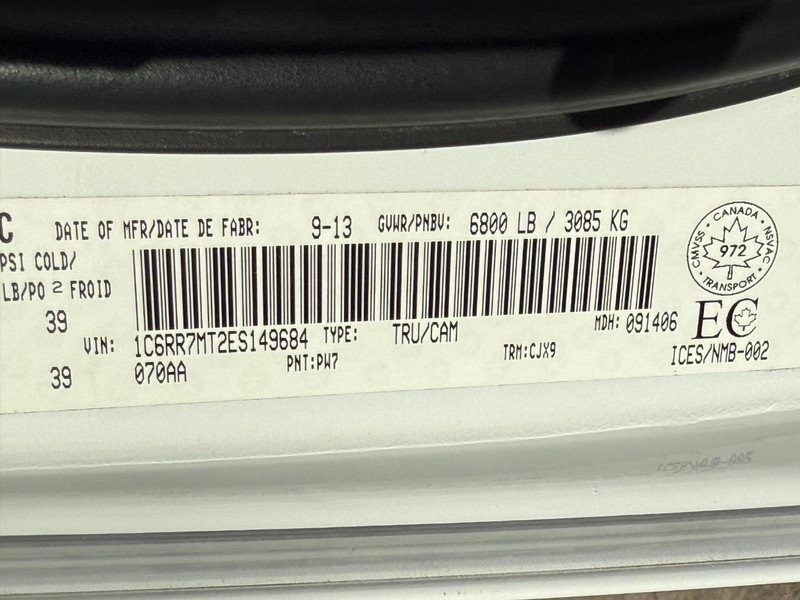 C DATE OF MFR/DATE DE FABR: 9-13 GVWR/PNBV: 6800 LB / 3085 KG
PSI COLD/
LB/PO 2 FROID
39
VIN: 1C6RR7MT2ES149684 TYPE: TRU/CAM MDH: 091406
39 070AA PNT:PW7 TRM:CJX9
CANADA
CMVSS · NSVAC
972
TRANSPORT
EC
ICES/NMB-002